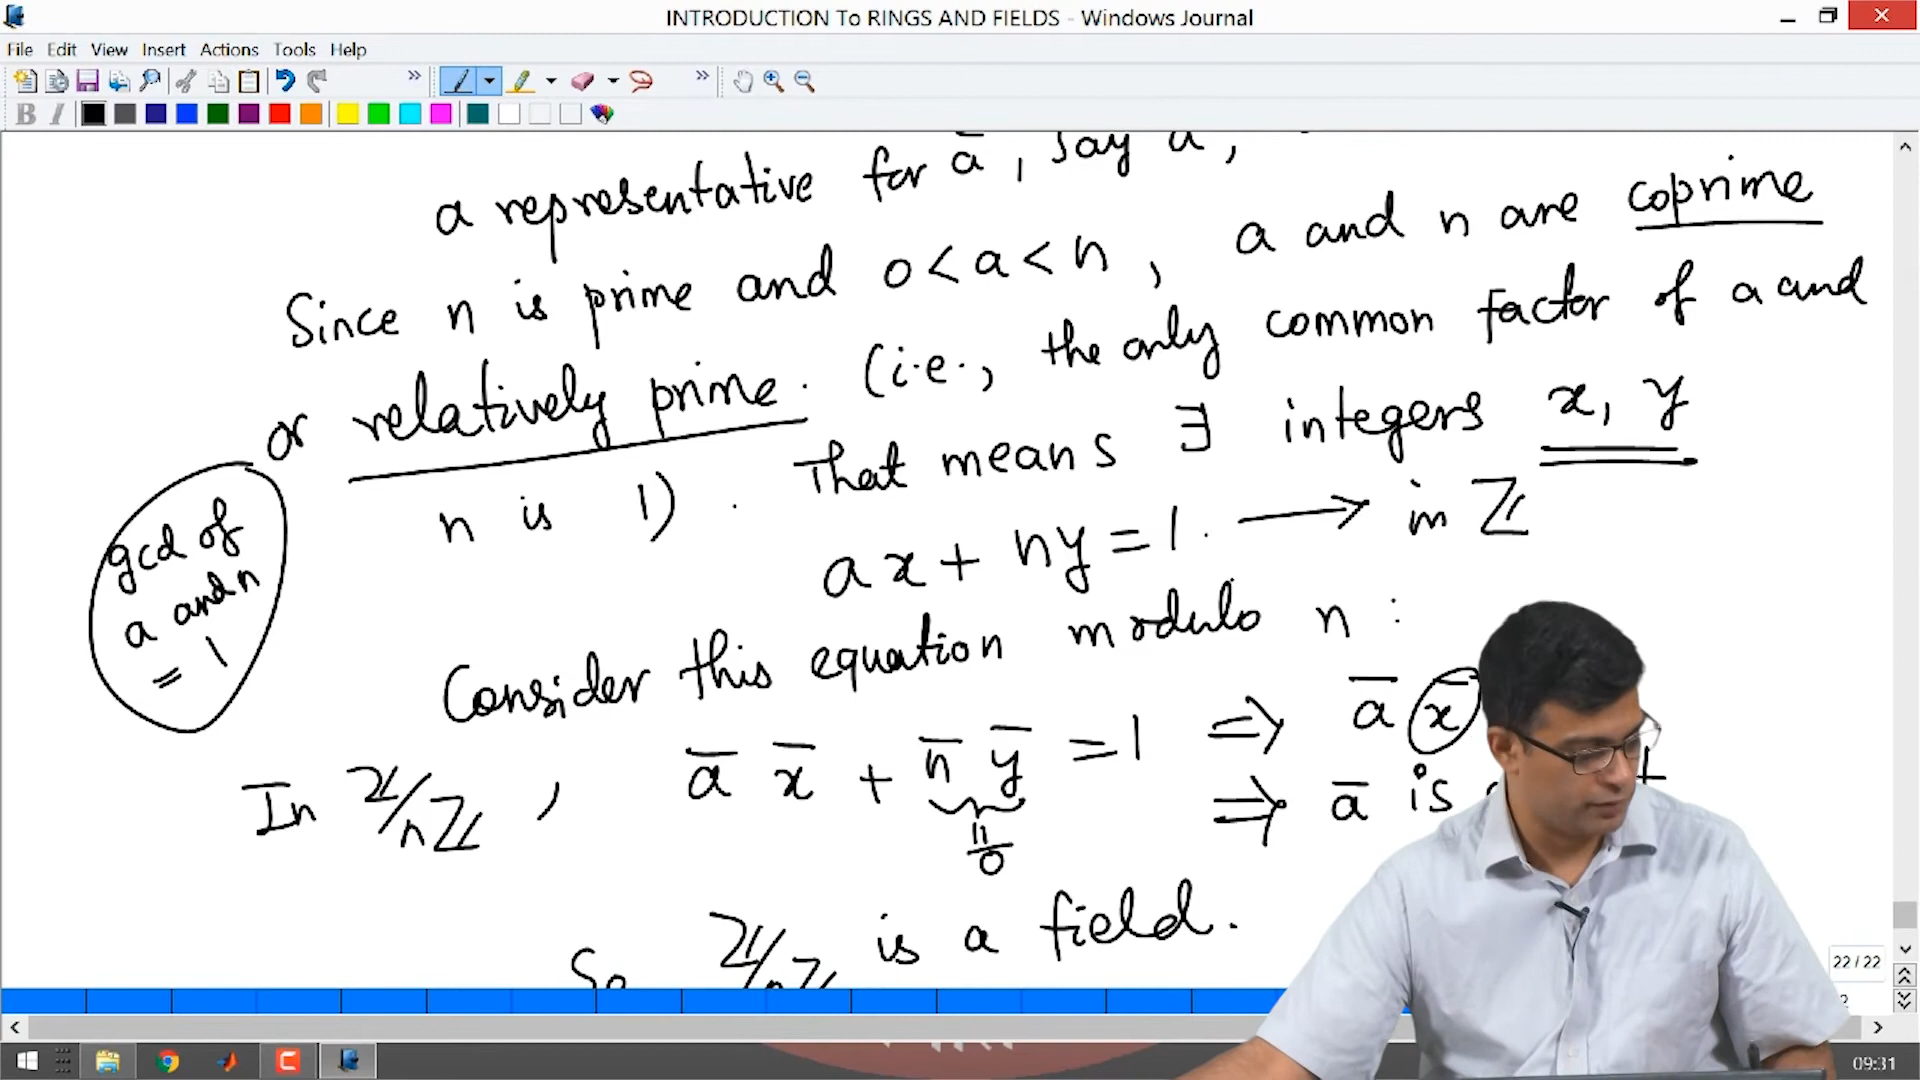 INTRODUCTION To RINGS AND FIELDS - Windows Journal
File Edit View Insert Actions Tools Help
B I
a representative for a̅, say a,
Since n is prime and 0 < a < n, a and n are coprime
or relatively prime. (i.e., the only common factor of a and
n is 1). That means ∃ integers x, y
gcd of
a and n
= 1
ax + ny = 1. → in ℤ
Consider this equation modulo n :
In ℤ/nℤ, a̅ x̅ + n̅ y̅ = 1 ⇒ a̅ x̅
=
0
⇒ a̅ is
So ℤ/nℤ is a field.
22 / 22
09:31